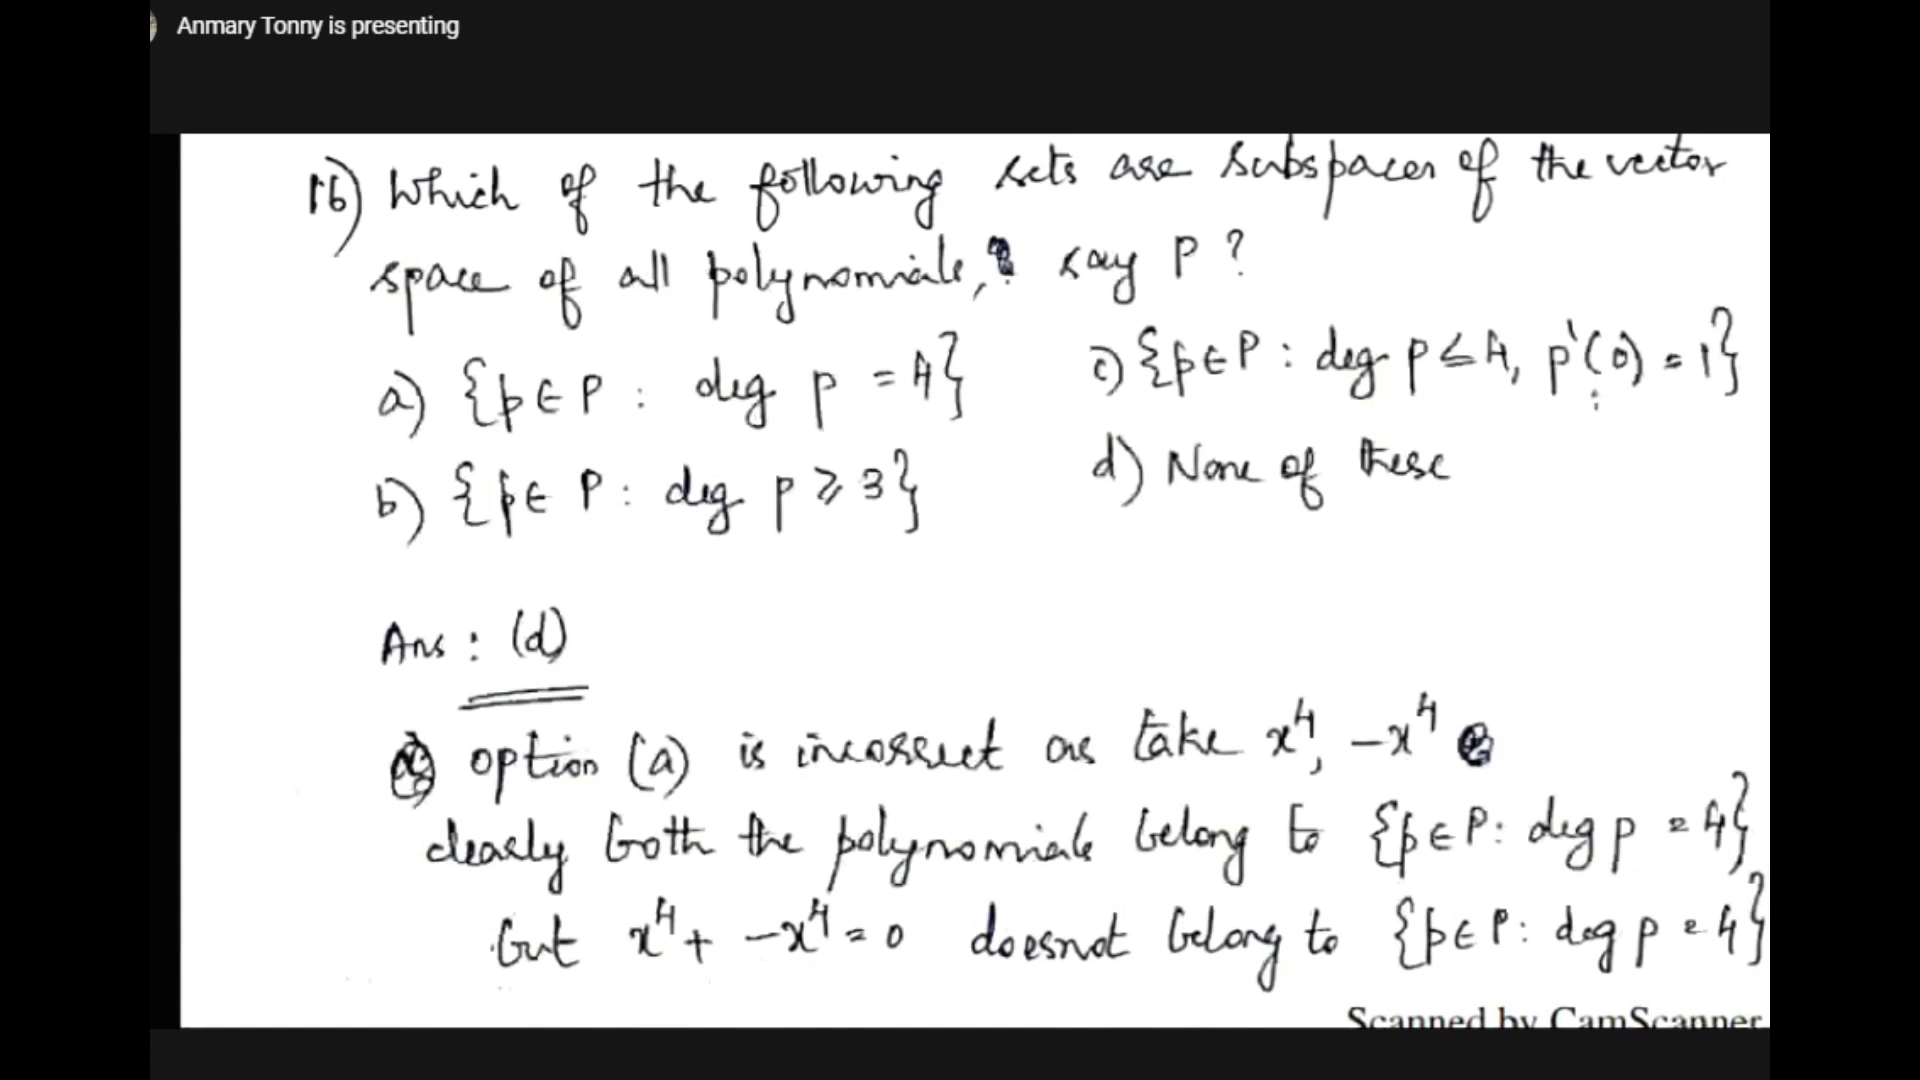 Anmary Tonny is presenting
16) Which of the following sets are subspaces of the vector
space of all polynomials, say P ?
a) {p ∈ P : deg p = 4}
c) {p ∈ P : deg p ≤ 4, p'(0) = 1}
b) {p ∈ P : deg p ≥ 3}
d) None of these
Ans : (d)
option (a) is incorrect as take x⁴, -x⁴
clearly both the polynomials belong to {p ∈ P : deg p = 4}
but x⁴ + -x⁴ = 0 doesnot belong to {p ∈ P : deg p = 4}
Scanned by CamScanner